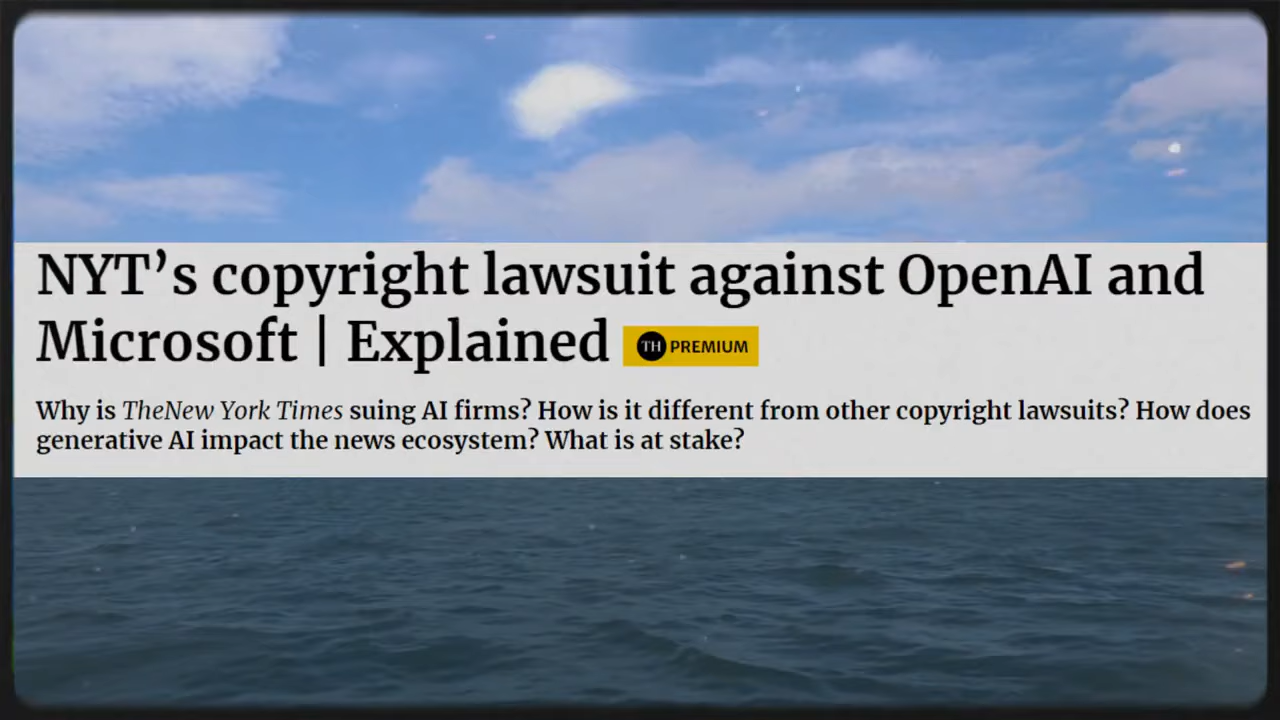 NYT’s copyright lawsuit against OpenAI and
Microsoft | Explained TH PREMIUM
Why is TheNew York Times suing AI firms? How is it different from other copyright lawsuits? How does
generative AI impact the news ecosystem? What is at stake?